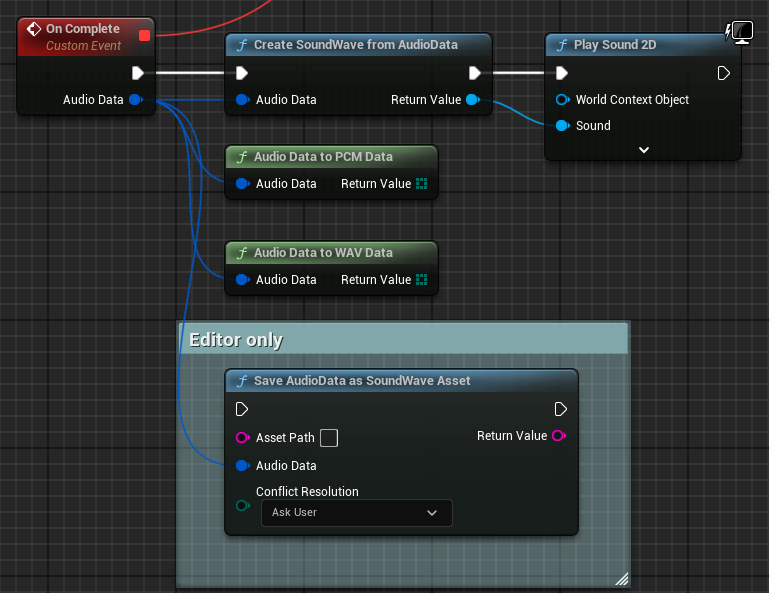 On Complete
Custom Event
Audio Data
f Create SoundWave from AudioData
Audio Data
Return Value
f Play Sound 2D
World Context Object
Sound
f Audio Data to PCM Data
Audio Data
Return Value
f Audio Data to WAV Data
Audio Data
Return Value
Editor only
f Save AudioData as SoundWave Asset
Asset Path
Return Value
Audio Data
Conflict Resolution
Ask User